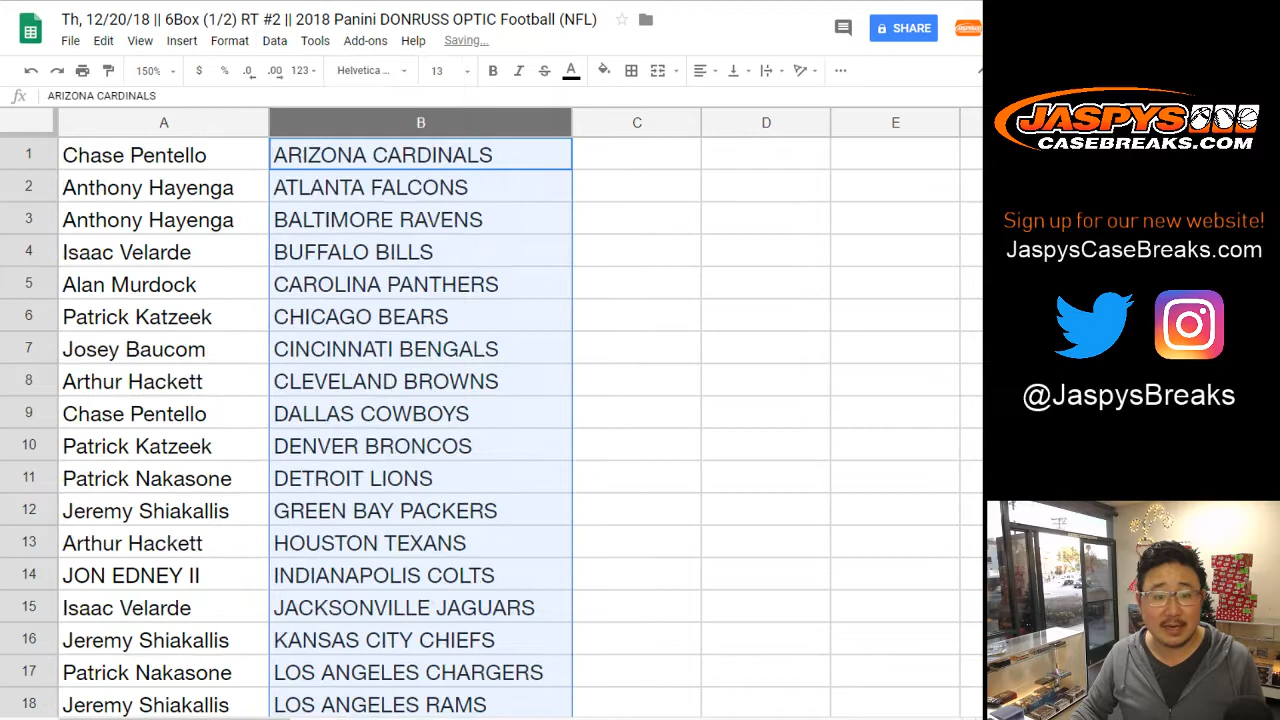 Th, 12/20/18 || 6Box (1/2) RT #2 || 2018 Panini DONRUSS OPTIC Football (NFL)
File Edit View Insert Format Data Tools Add-ons Help Saving...
SHARE
150% $ % .0 .00 123 Helvetica ... 13 B I S A
fx ARIZONA CARDINALS
A B C D E
1 Chase Pentello ARIZONA CARDINALS
2 Anthony Hayenga ATLANTA FALCONS
3 Anthony Hayenga BALTIMORE RAVENS
4 Isaac Velarde BUFFALO BILLS
5 Alan Murdock CAROLINA PANTHERS
6 Patrick Katzeek CHICAGO BEARS
7 Josey Baucom CINCINNATI BENGALS
8 Arthur Hackett CLEVELAND BROWNS
9 Chase Pentello DALLAS COWBOYS
10 Patrick Katzeek DENVER BRONCOS
11 Patrick Nakasone DETROIT LIONS
12 Jeremy Shiakallis GREEN BAY PACKERS
13 Arthur Hackett HOUSTON TEXANS
14 JON EDNEY II INDIANAPOLIS COLTS
15 Isaac Velarde JACKSONVILLE JAGUARS
16 Jeremy Shiakallis KANSAS CITY CHIEFS
17 Patrick Nakasone LOS ANGELES CHARGERS
18 Jeremy Shiakallis LOS ANGELES RAMS
JASPYS
CASEBREAKS.COM
Sign up for our new website!
JaspysCaseBreaks.com
@JaspysBreaks